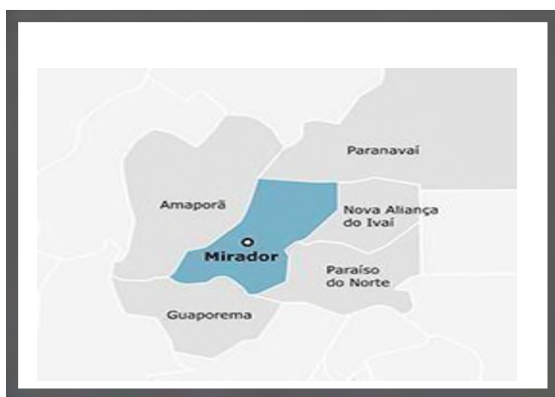 Paranavaí
Amaporã
Nova Aliança
do Ivaí
Mirador
Paraíso
do Norte
Guaporema